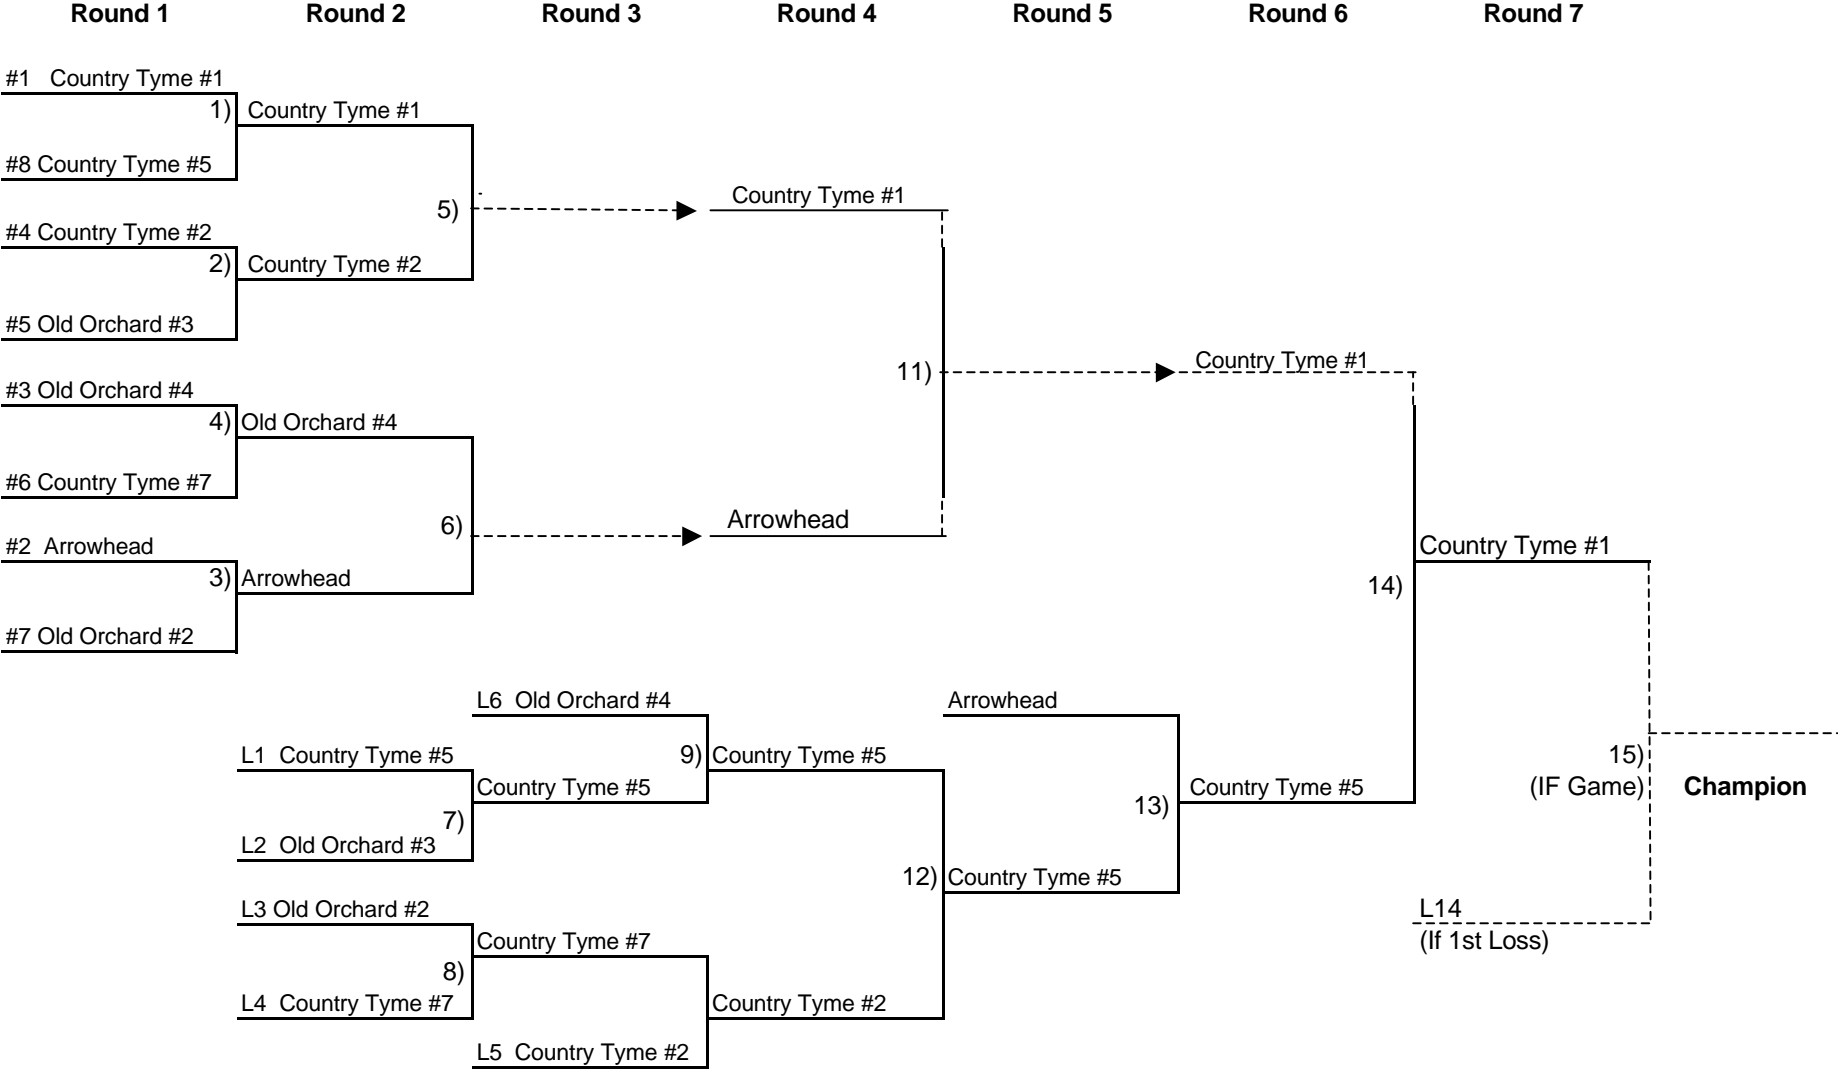 Round 1 Round 2 Round 3 Round 4 Round 5 Round 6 Round 7
#1 Country Tyme #1
1) Country Tyme #1
#8 Country Tyme #5
Country Tyme #1
5)
#4 Country Tyme #2
2) Country Tyme #2
#5 Old Orchard #3
11) Country Tyme #1
#3 Old Orchard #4
4) Old Orchard #4
#6 Country Tyme #7
Arrowhead
6)
#2 Arrowhead
Country Tyme #1
3) Arrowhead
14)
#7 Old Orchard #2
L6 Old Orchard #4
Arrowhead
L1 Country Tyme #5
9) Country Tyme #5
15)
Country Tyme #5
Country Tyme #5
(IF Game)
Champion
13)
7)
L2 Old Orchard #3
12) Country Tyme #5
L3 Old Orchard #2
L14
Country Tyme #7
(If 1st Loss)
8)
L4 Country Tyme #7
Country Tyme #2
L5 Country Tyme #2